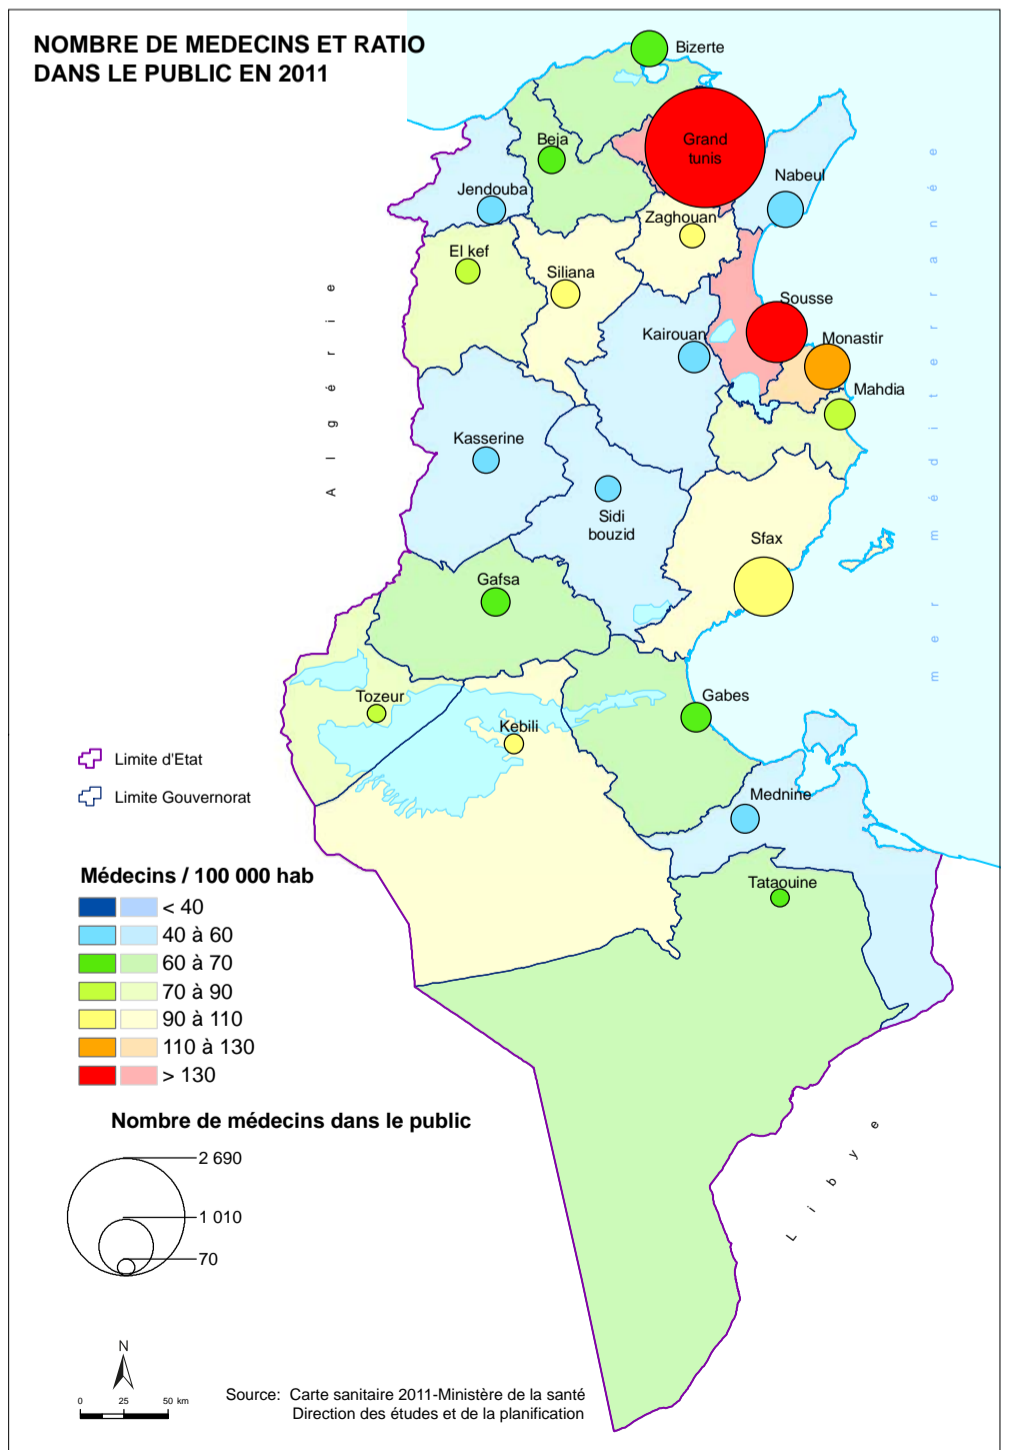 NOMBRE DE MEDECINS ET RATIO
DANS LE PUBLIC EN 2011
Bizerte
Grand
tunis
Beja
Nabeul
Jendouba
Zaghouan
El kef
Siliana
Sousse
Kairouan
Monastir
Mahdia
Kasserine
Sidi
bouzid
Sfax
Gafsa
Tozeur
Kebili
Gabes
Mednine
Tataouine
Algérie
mer méditerranée
Libye
Limite d'Etat
Limite Gouvernorat
Médecins / 100 000 hab
< 40
40 à 60
60 à 70
70 à 90
90 à 110
110 à 130
> 130
Nombre de médecins dans le public
2 690
1 010
70
N
0 25 50 km
Source: Carte sanitaire 2011-Ministère de la santé
Direction des études et de la planification